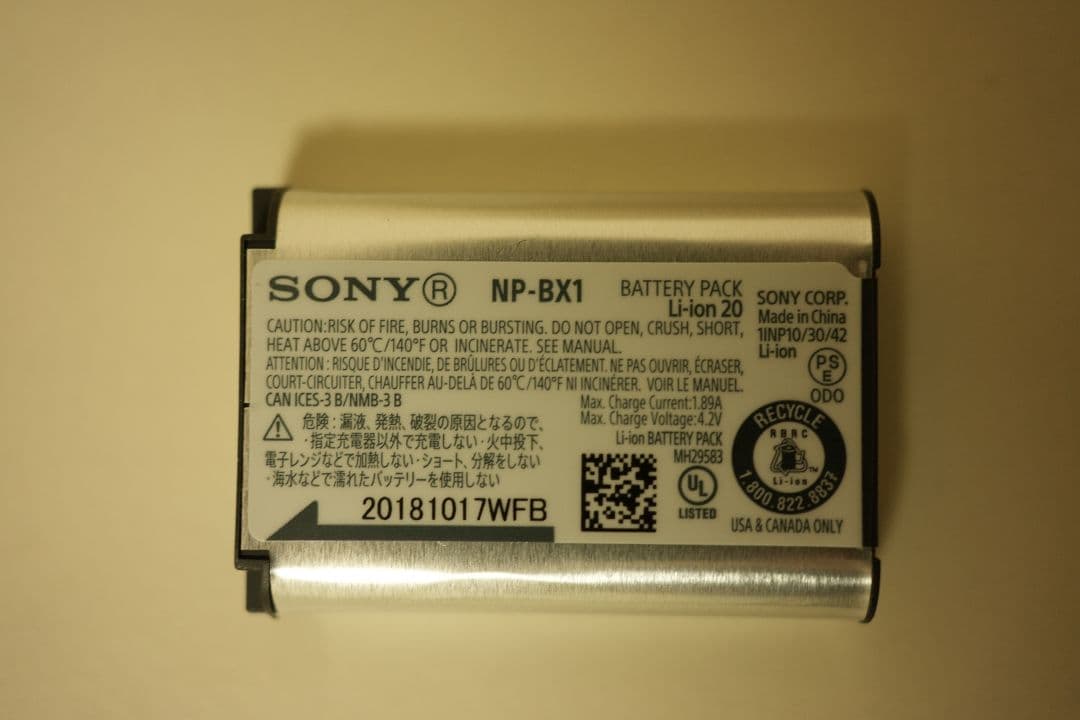 SONY® NP-BX1 BATTERY PACK
Li-ion 20
CAUTION:RISK OF FIRE, BURNS OR BURSTING. DO NOT OPEN, CRUSH, SHORT,
HEAT ABOVE 60℃/140°F OR INCINERATE. SEE MANUAL.
ATTENTION : RISQUE D'INCENDIE, DE BRÛLURES OU D'ÉCLATEMENT. NE PAS OUVRIR, ÉCRASER,
COURT-CIRCUITER, CHAUFFER AU-DELÀ DE 60℃/140°F NI INCINÉRER. VOIR LE MANUEL.
CAN ICES-3 B/NMB-3 B
危険：漏液、発熱、破裂の原因となるので、
・指定充電器以外で充電しない・火中投下、
電子レンジなどで加熱しない・ショート、分解をしない
・海水などで濡れたバッテリーを使用しない
20181017WFB
Max. Charge Current:1.89A
Max. Charge Voltage:4.2V
Li-ion BATTERY PACK
MH29583
UL
LISTED
SONY CORP.
Made in China
1INP10/30/42
Li-ion
PS
E
ODO
RECYCLE
RBRC
Li-ion
TM
1.800.822.8837
USA & CANADA ONLY